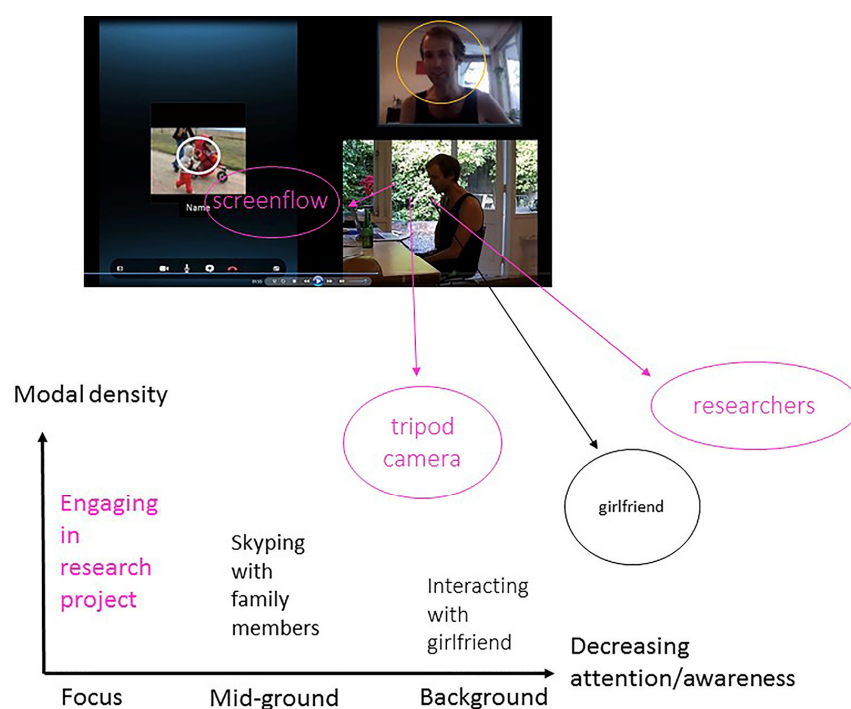 screenflow
Name
tripod
camera
researchers
girlfriend
Modal density
Engaging
in
research
project
Skyping
with
family
members
Interacting
with
girlfriend
Decreasing
attention/awareness
Focus
Mid-ground
Background